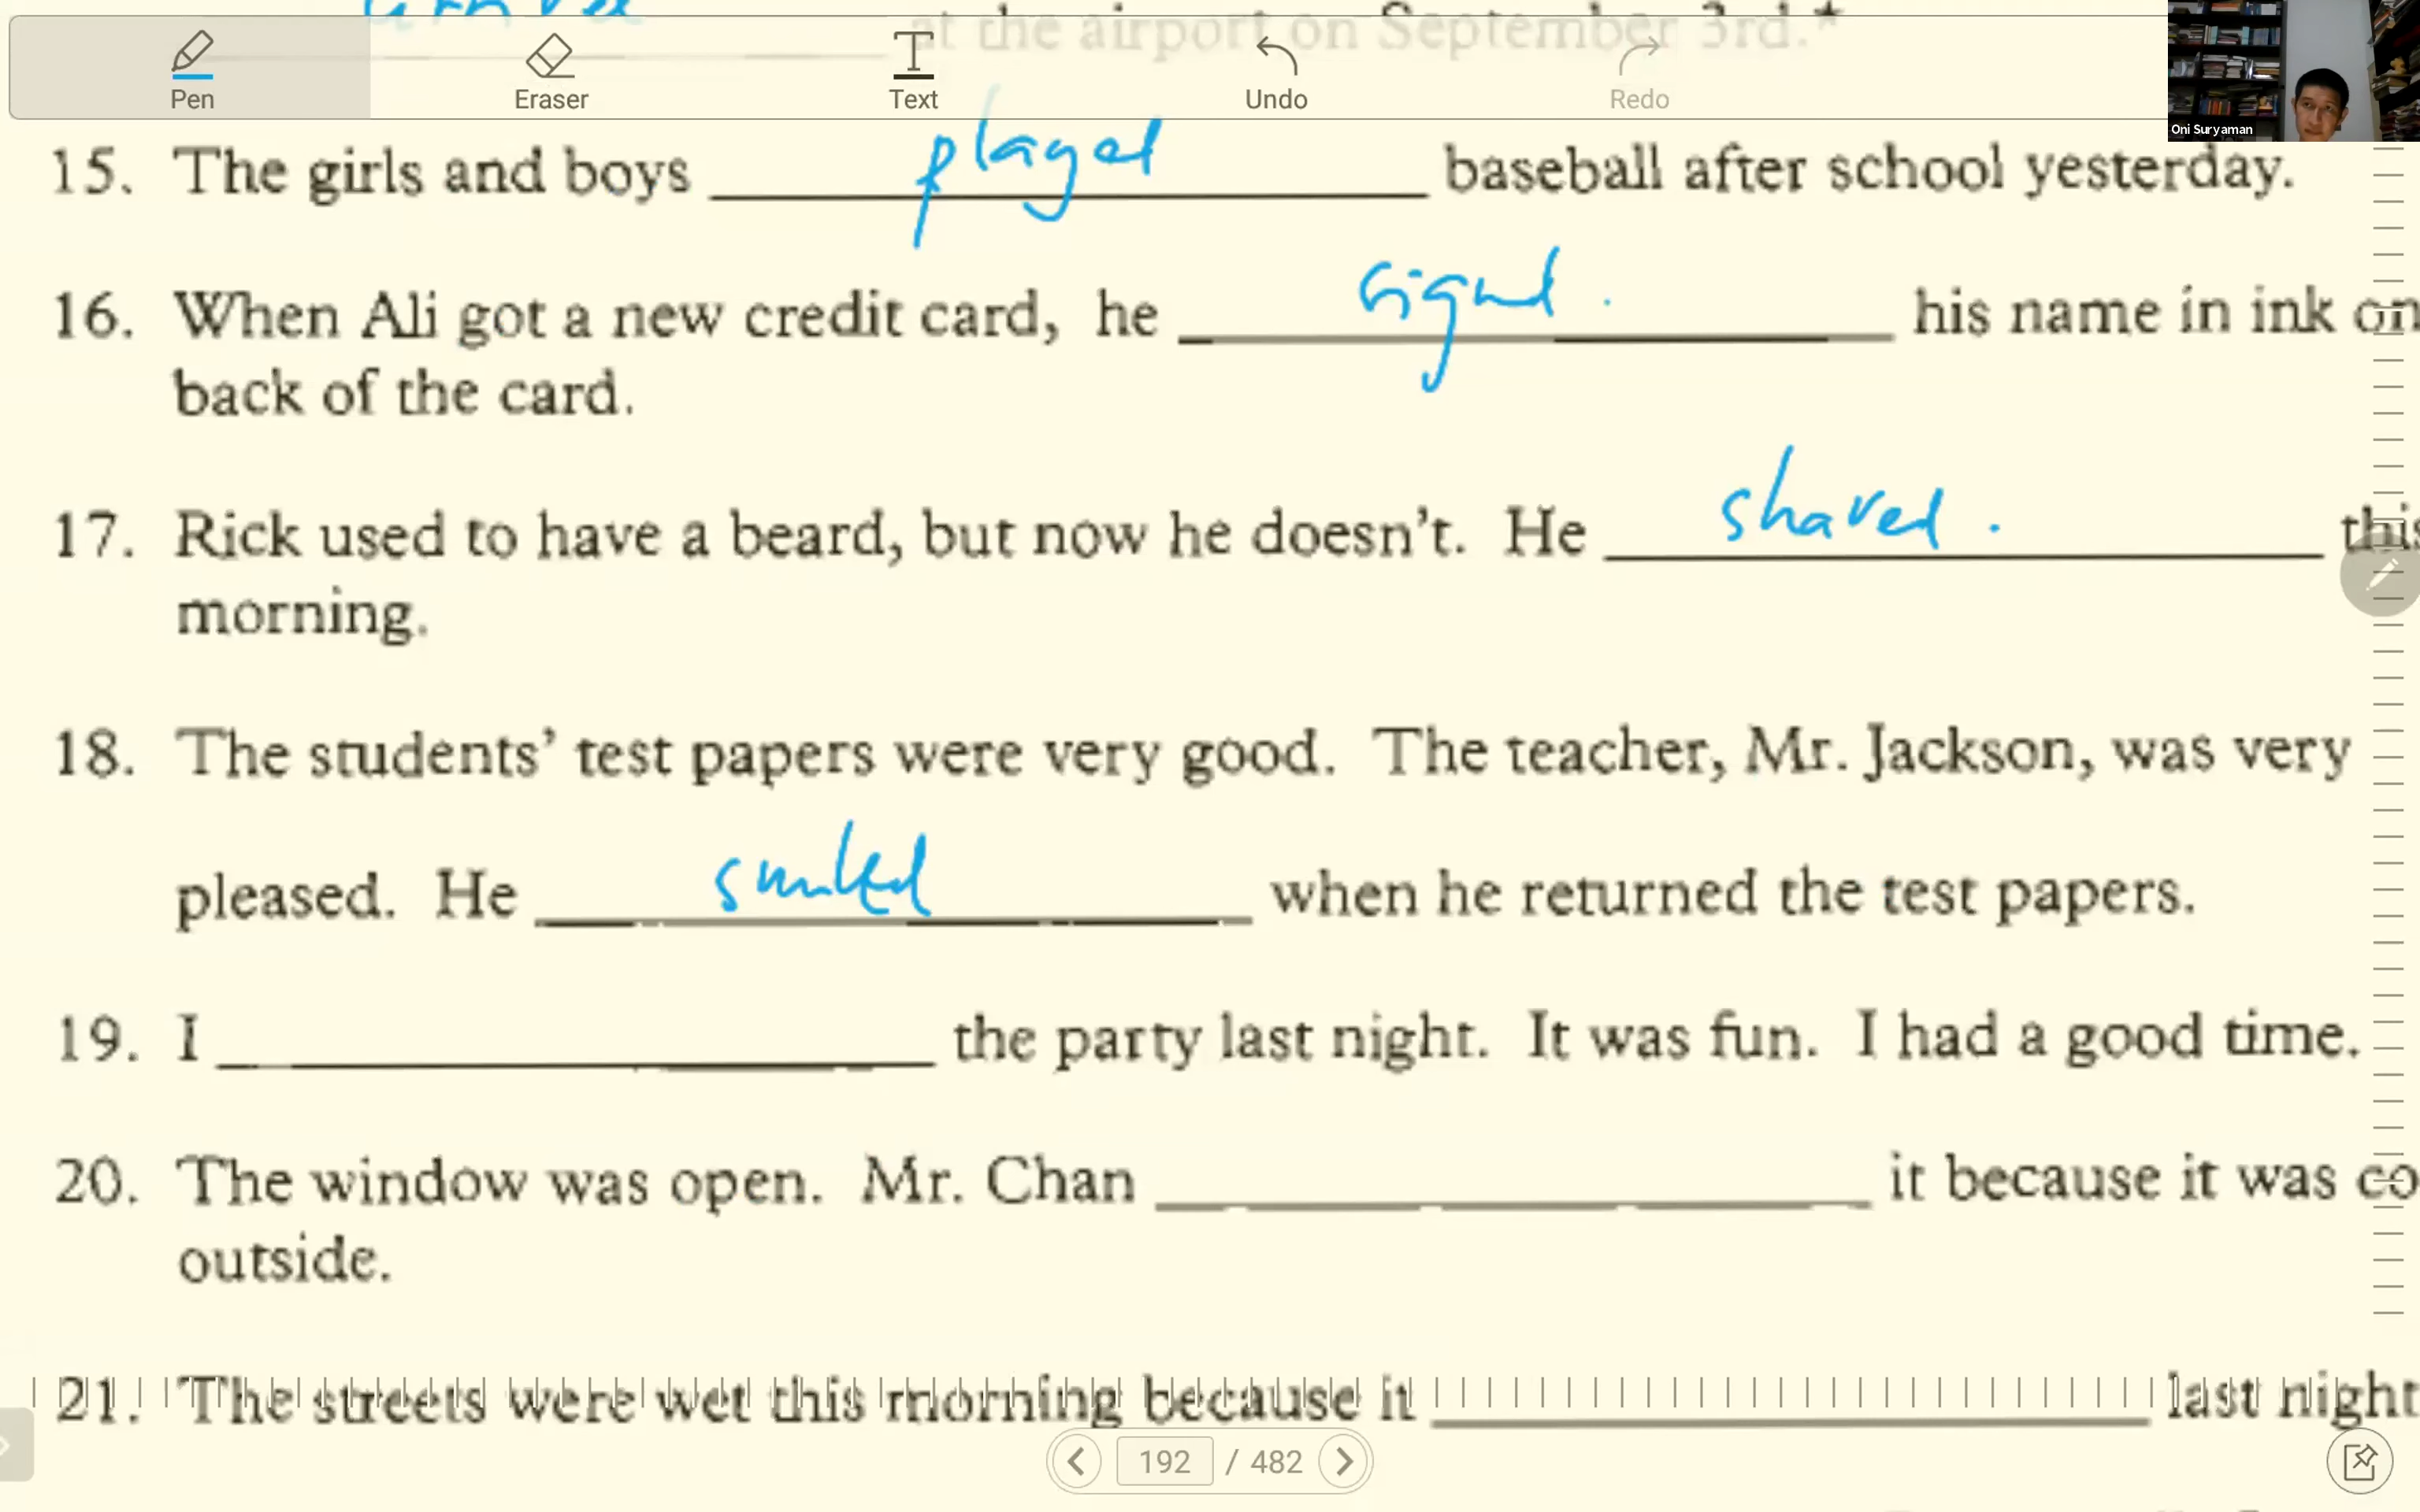 at the airport on September 3rd.*
Pen Eraser Text Undo Redo
Oni Suryaman
15. The girls and boys played baseball after school yesterday.
16. When Ali got a new credit card, he signed . his name in ink on
back of the card.
17. Rick used to have a beard, but now he doesn't. He shaved . this
morning.
18. The students' test papers were very good. The teacher, Mr. Jackson, was very
pleased. He smiled when he returned the test papers.
19. I the party last night. It was fun. I had a good time.
20. The window was open. Mr. Chan it because it was co
outside.
21. The streets were wet this morning because it last night
192 / 482